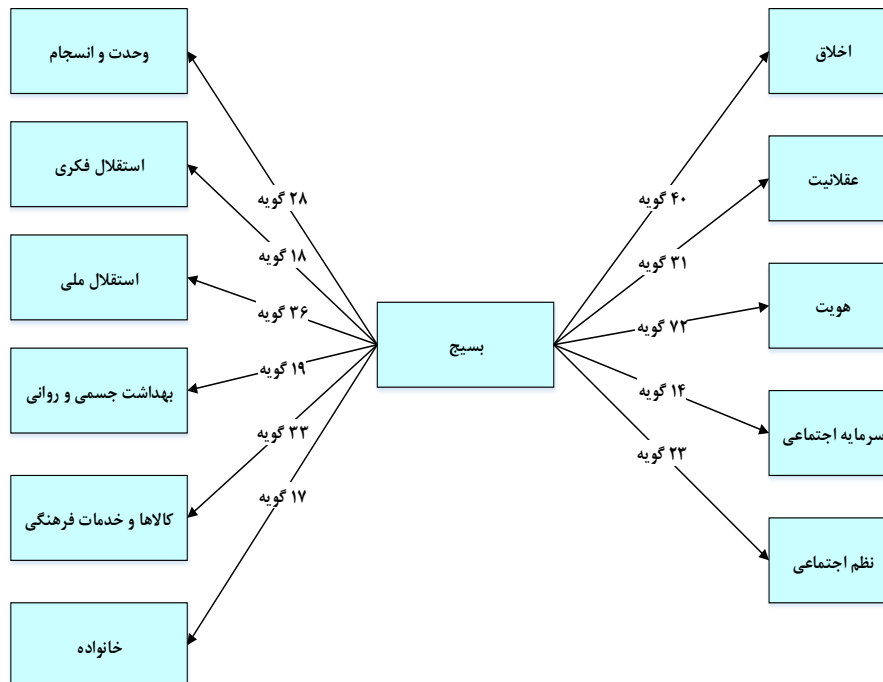 اخلاق
عقلانیت
هویت
سرمایه اجتماعی
نظم اجتماعی
۴۰ گویه
۳۱ گویه
۷۲ گویه
۱۴ گویه
۲۳ گویه
بسیج
۲۸ گویه
۱۸ گویه
۳۶ گویه
۱۹ گویه
۳۳ گویه
۱۷ گویه
وحدت و انسجام
استقلال فکری
استقلال ملی
بهداشت جسمی و روانی
کالاها و خدمات فرهنگی
خانواده